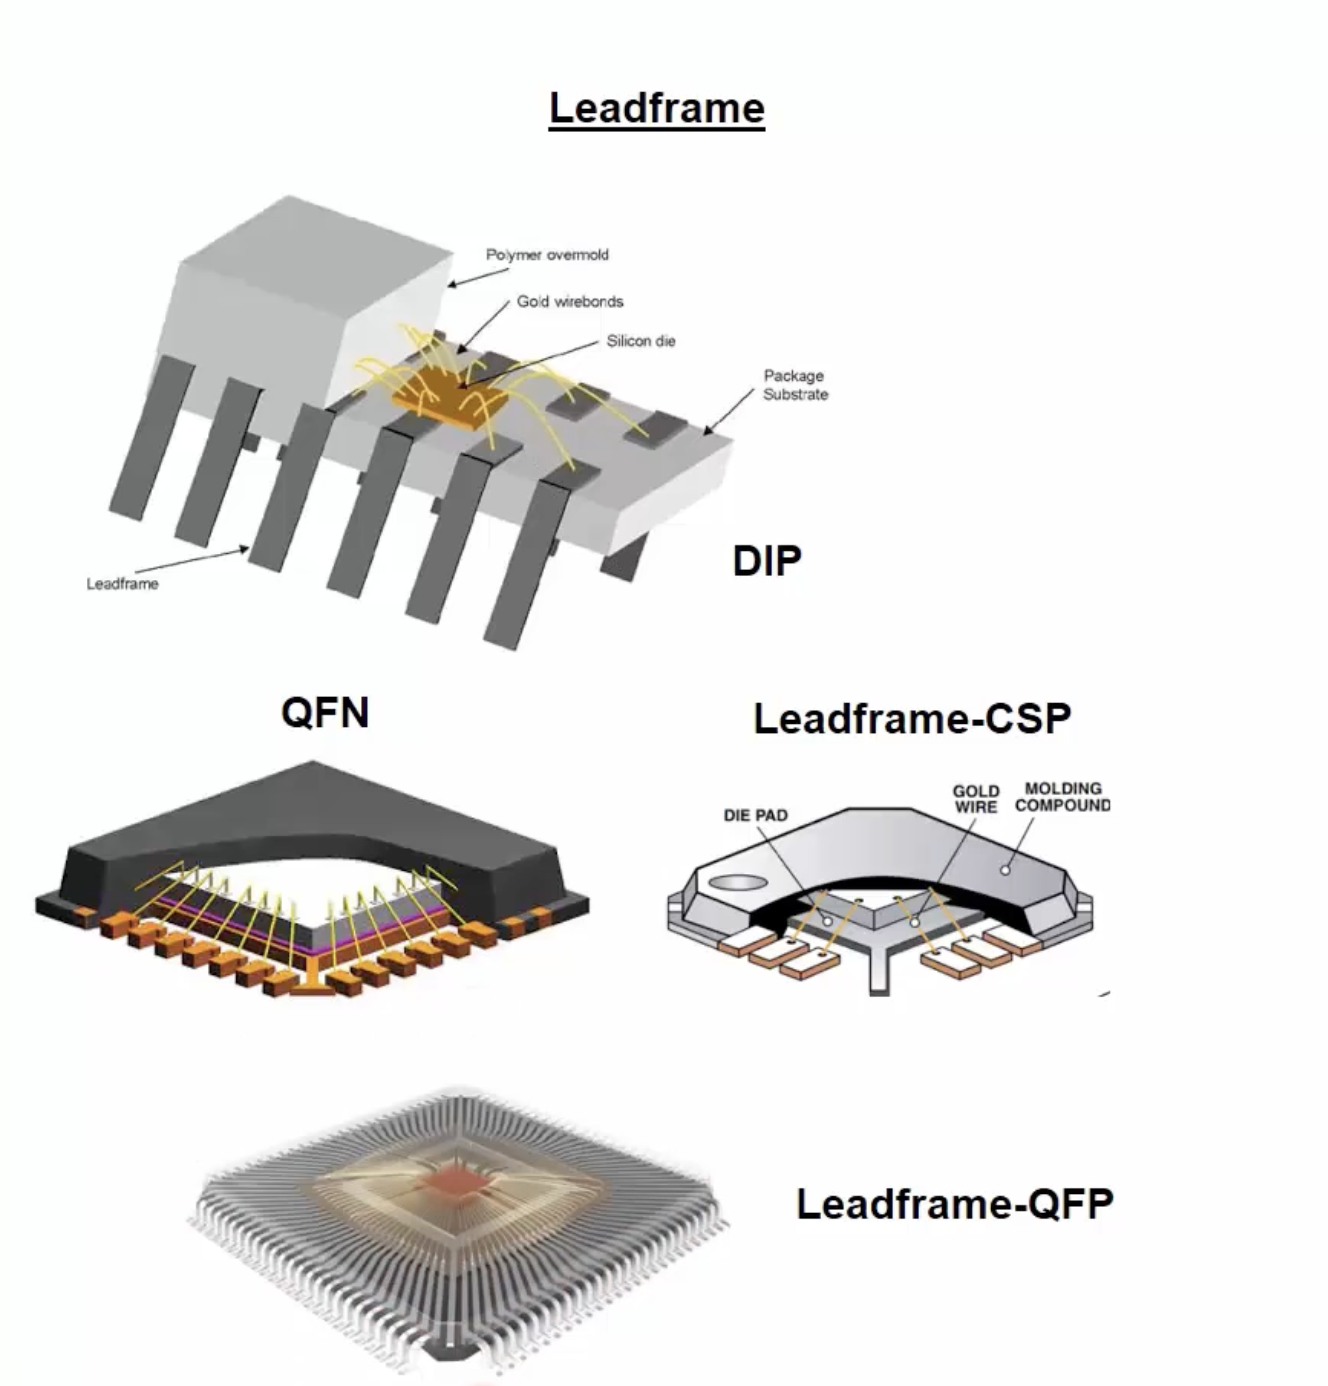 Leadframe
Polymer overmold
Gold wirebonds
Silicon die
Package
Substrate
DIP
Leadframe
QFN
Leadframe-CSP
DIE PAD
GOLD
WIRE
MOLDING
COMPOUND
Leadframe-QFP